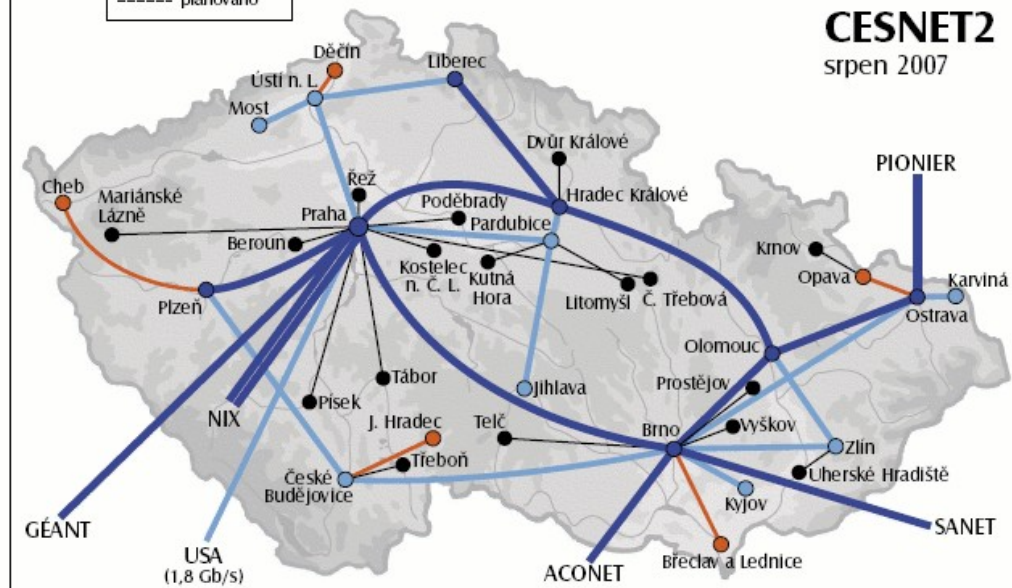 plánováno
CESNET2
srpen 2007
Děčín
Ústí n. L.
Liberec
Most
Dvůr Králové
PIONIER
Cheb
Mariánské
Lázně
Řež
Hradec Králové
Praha
Poděbrady
Pardubice
Beroun
Krnov
Kostelec
n. Č. L.
Kutná
Hora
Opava
Karviná
Litomyšl
Č. Třebová
Plzeň
Ostrava
Olomouc
Tábor
Jihlava
Prostějov
Písek
NIX
J. Hradec
Telč
Brno
Vyškov
Zlín
Třeboň
České
Budějovice
Uherské Hradiště
Kyjov
GÉANT
SANET
USA
(1,8 Gb/s)
ACONET
Břeclav a Lednice